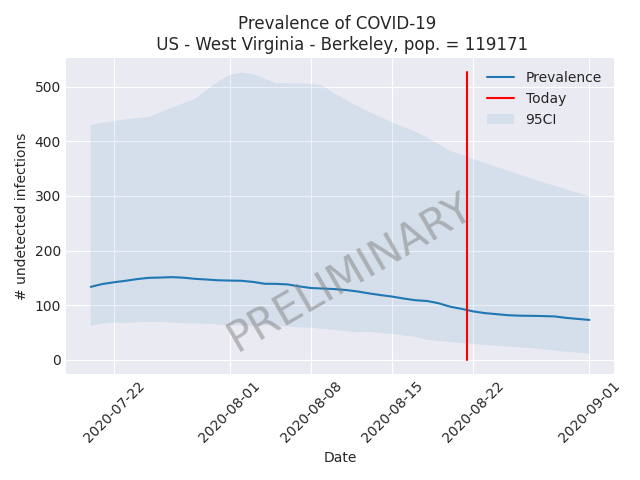 Prevalence of COVID-19
US - West Virginia - Berkeley, pop. = 119171
# undetected infections
500
400
300
200
100
0
Prevalence
Today
95CI
PRELIMINARY
2020-07-22
2020-08-01
2020-08-08
2020-08-15
2020-08-22
2020-09-01
Date